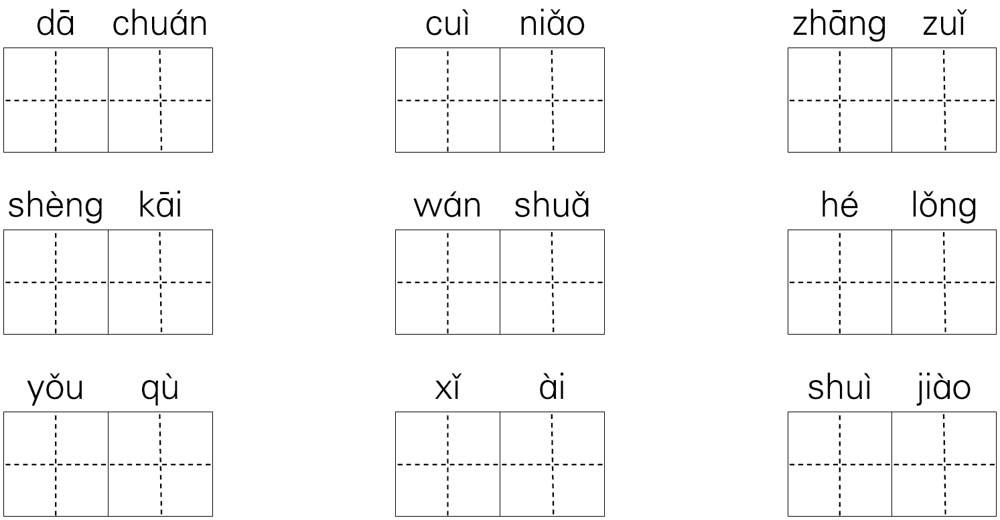 dā chuán cuì niǎo zhāng zuǐ
shèng kāi wán shuǎ hé lǒng
yǒu qù xǐ ài shuì jiào